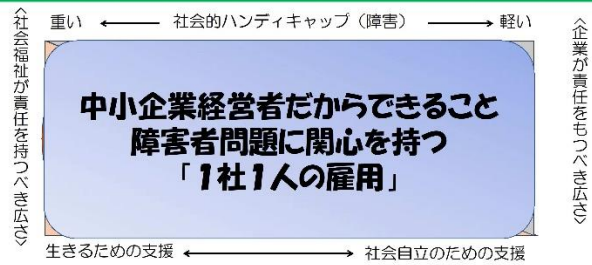 重い ←── 社会的ハンディキャップ（障害） ──→ 軽い
〈社会福祉が責任を持つべき広さ〉
中小企業経営者だからできること
障害者問題に関心を持つ
「１社１人の雇用」
〈企業が責任をもつべき広さ〉
生きるための支援 ←──→ 社会自立のための支援